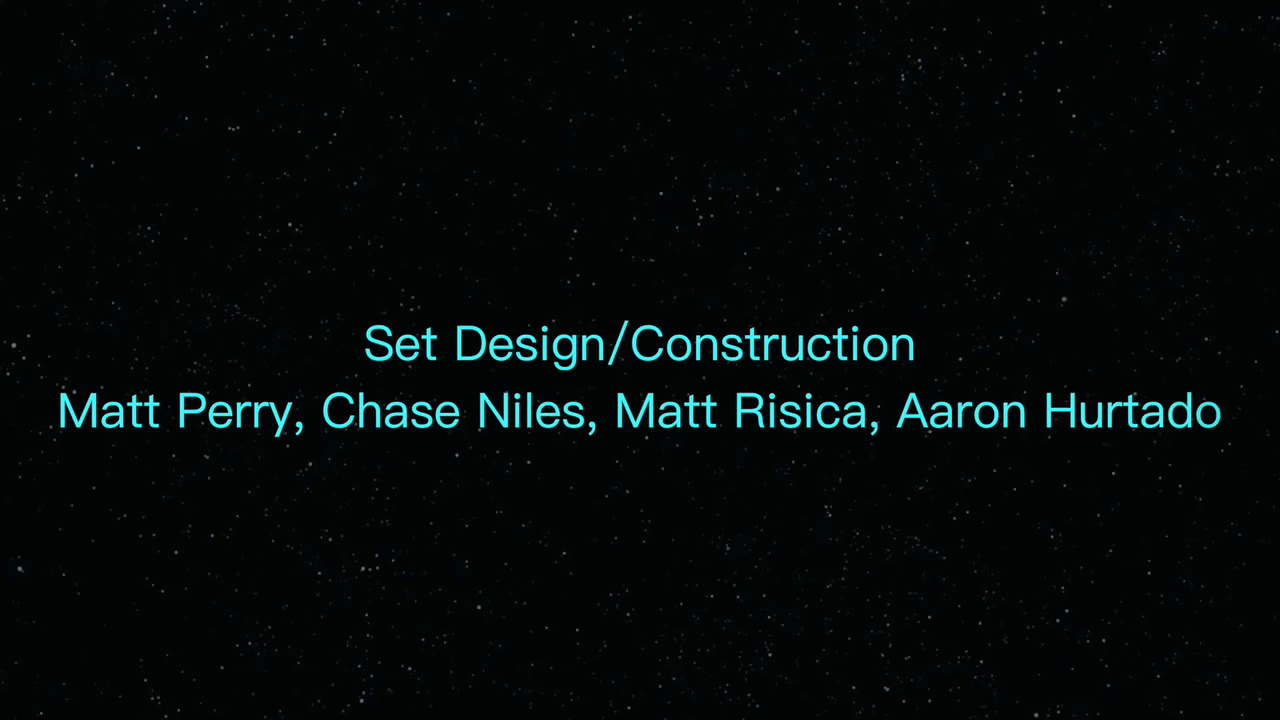 Set Design/Construction
Matt Perry, Chase Niles, Matt Risica, Aaron Hurtado